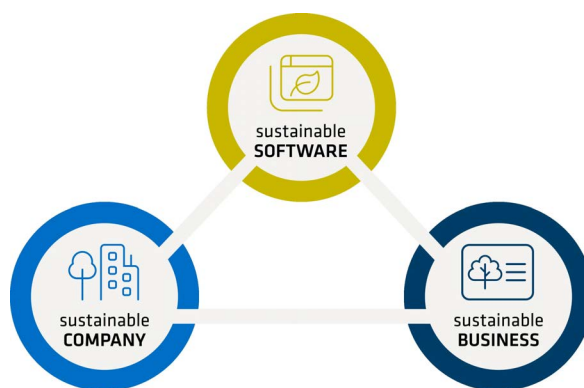 sustainable
SOFTWARE
sustainable
COMPANY
sustainable
BUSINESS